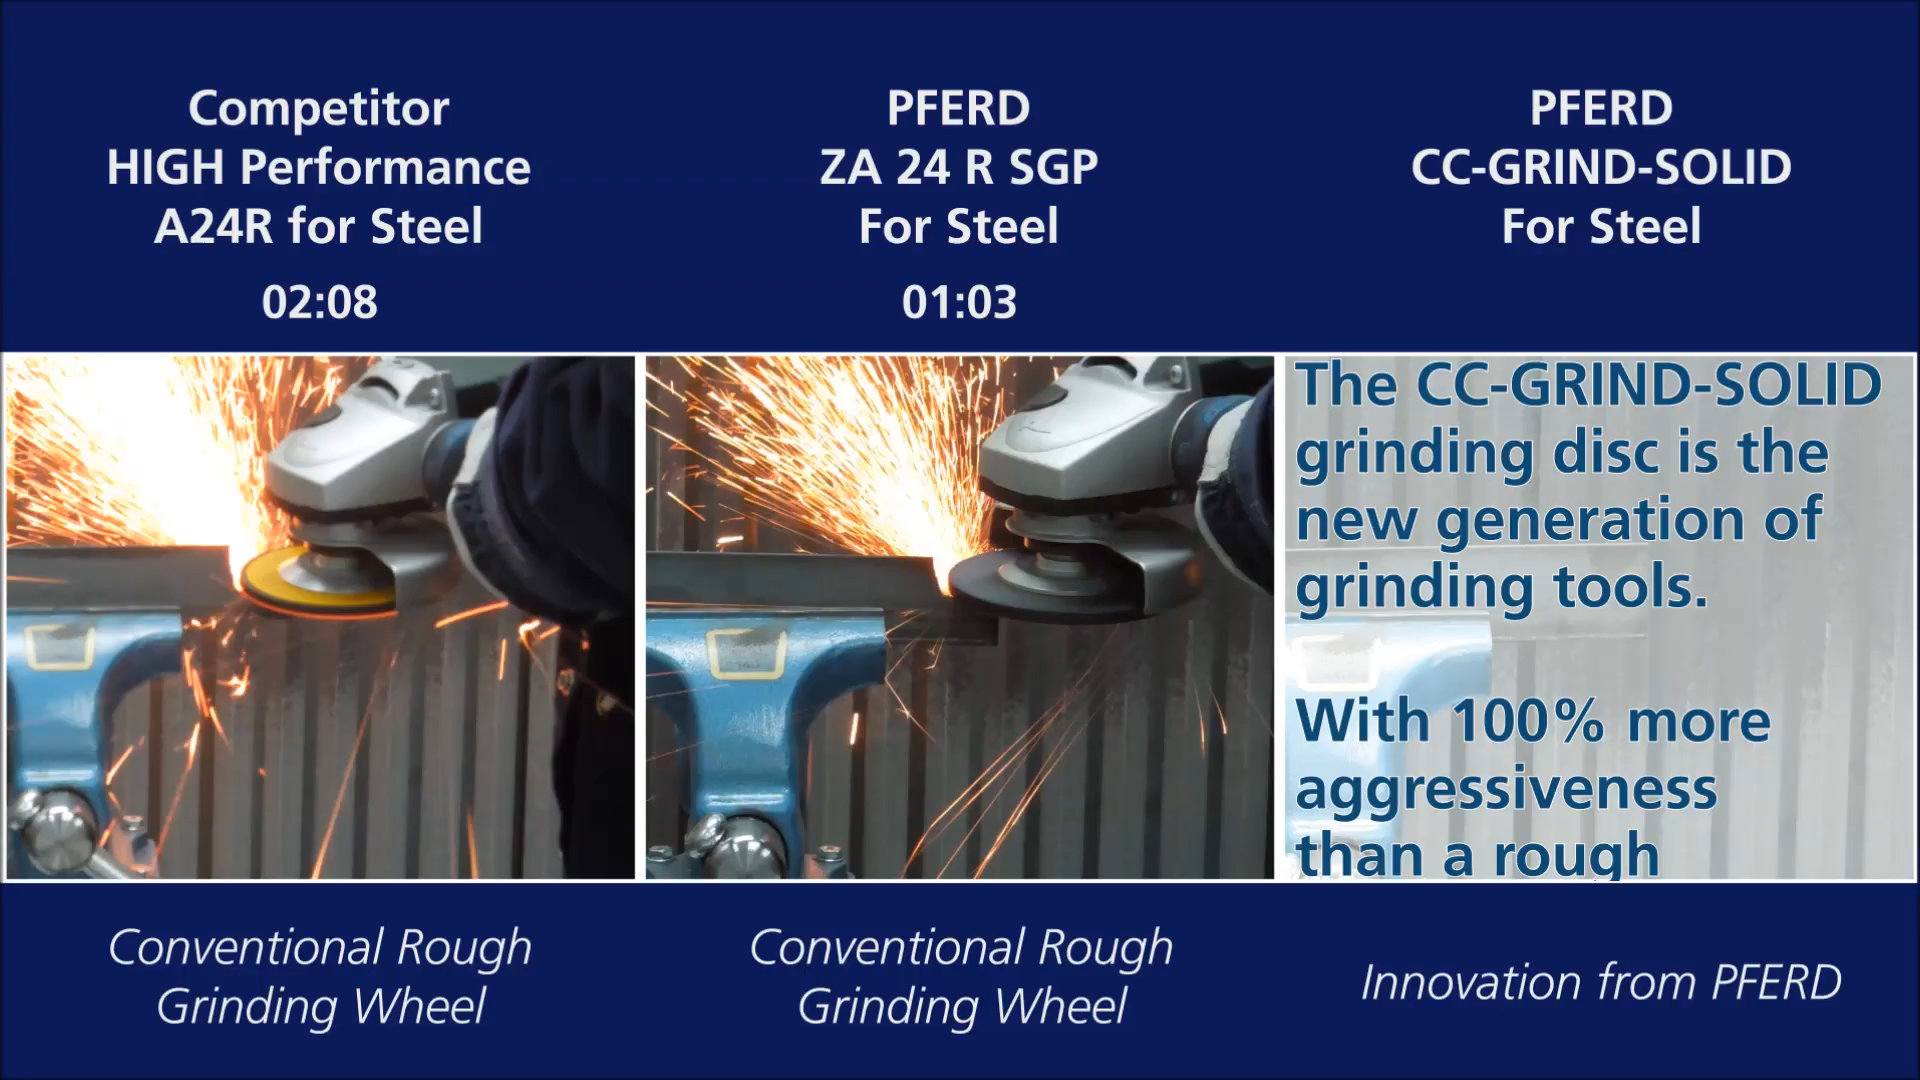 Competitor
HIGH Performance
A24R for Steel
02:08
PFERD
ZA 24 R SGP
For Steel
01:03
PFERD
CC-GRIND-SOLID
For Steel
The CC-GRIND-SOLID
grinding disc is the
new generation of
grinding tools.
With 100% more
aggressiveness
than a rough
Conventional Rough
Grinding Wheel
Conventional Rough
Grinding Wheel
Innovation from PFERD